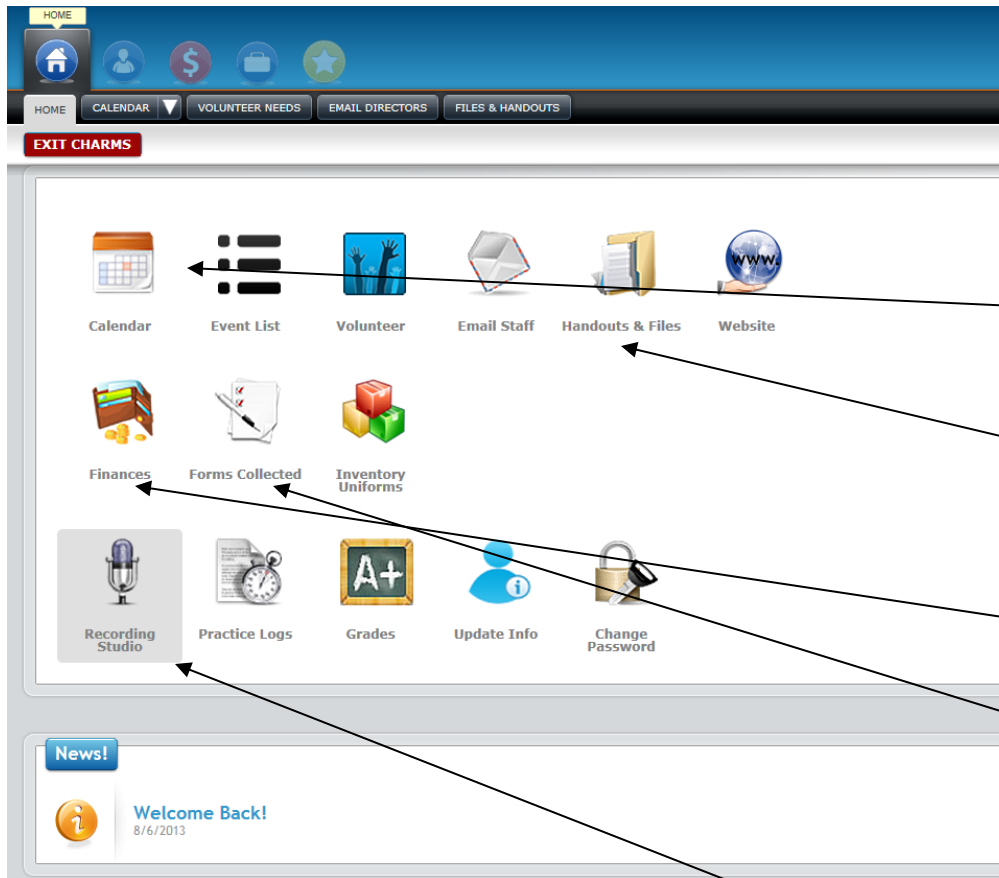 HOME
HOME CALENDAR VOLUNTEER NEEDS EMAIL DIRECTORS FILES & HANDOUTS
EXIT CHARMS
www.
Calendar Event List Volunteer Email Staff Handouts & Files Website
Finances Forms Collected Inventory
Uniforms
A+
Recording Practice Logs Grades Update Info Change
Studio Password
News!
Welcome Back!
8/6/2013